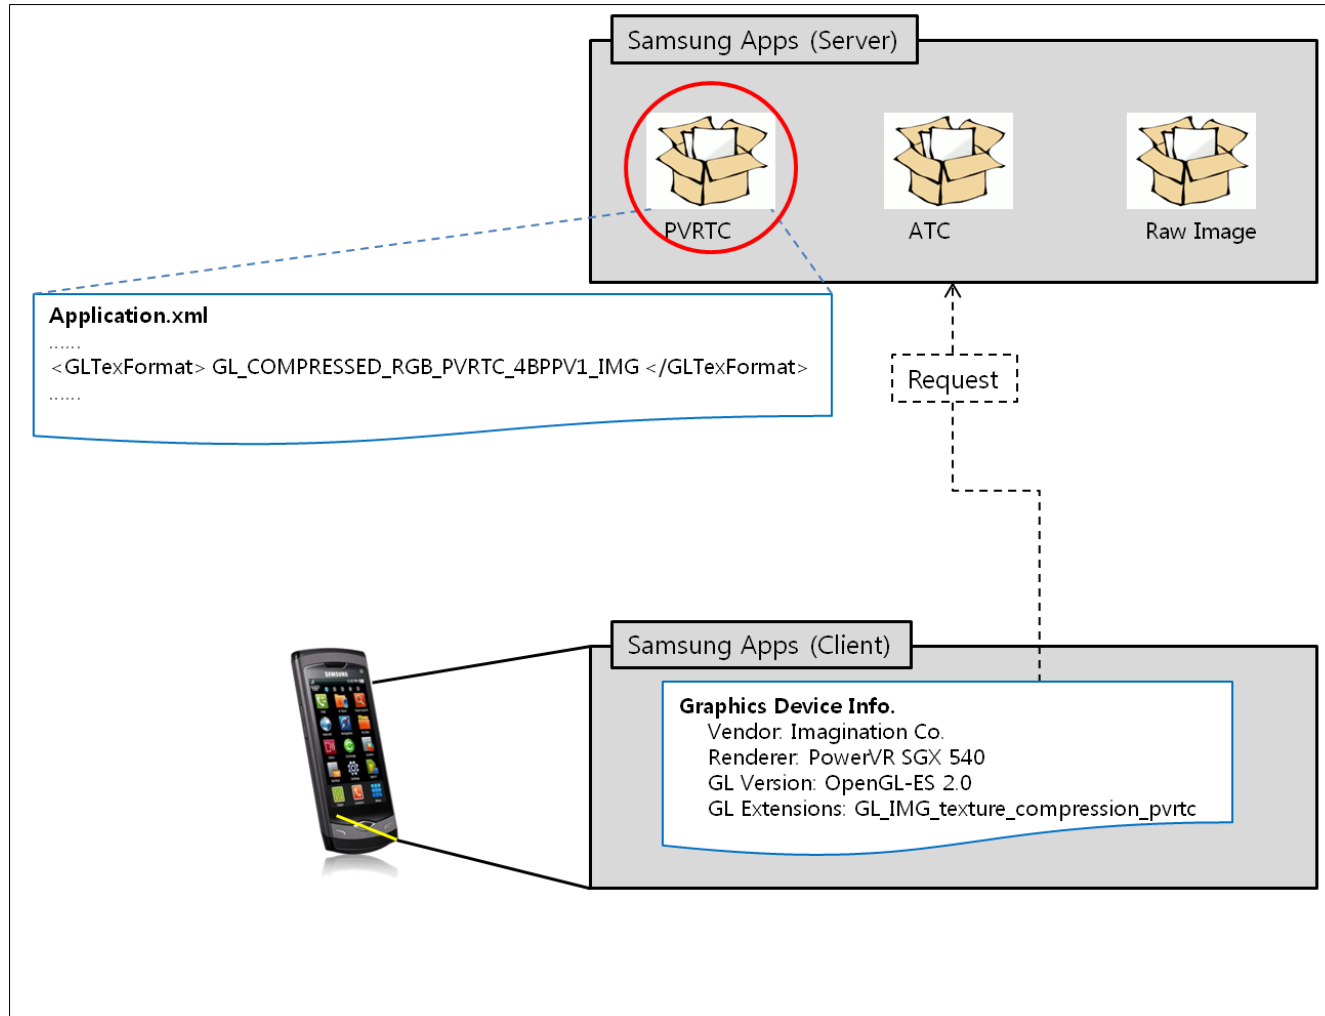 Samsung Apps (Server)
PVRTC
ATC
Raw Image
Application.xml
......
<GLTexFormat> GL_COMPRESSED_RGB_PVRTC_4BPPV1_IMG </GLTexFormat>
......
Request
Samsung Apps (Client)
SAMSUNG
Graphics Device Info.
Vendor: Imagination Co.
Renderer: PowerVR SGX 540
GL Version: OpenGL-ES 2.0
GL Extensions: GL_IMG_texture_compression_pvrtc